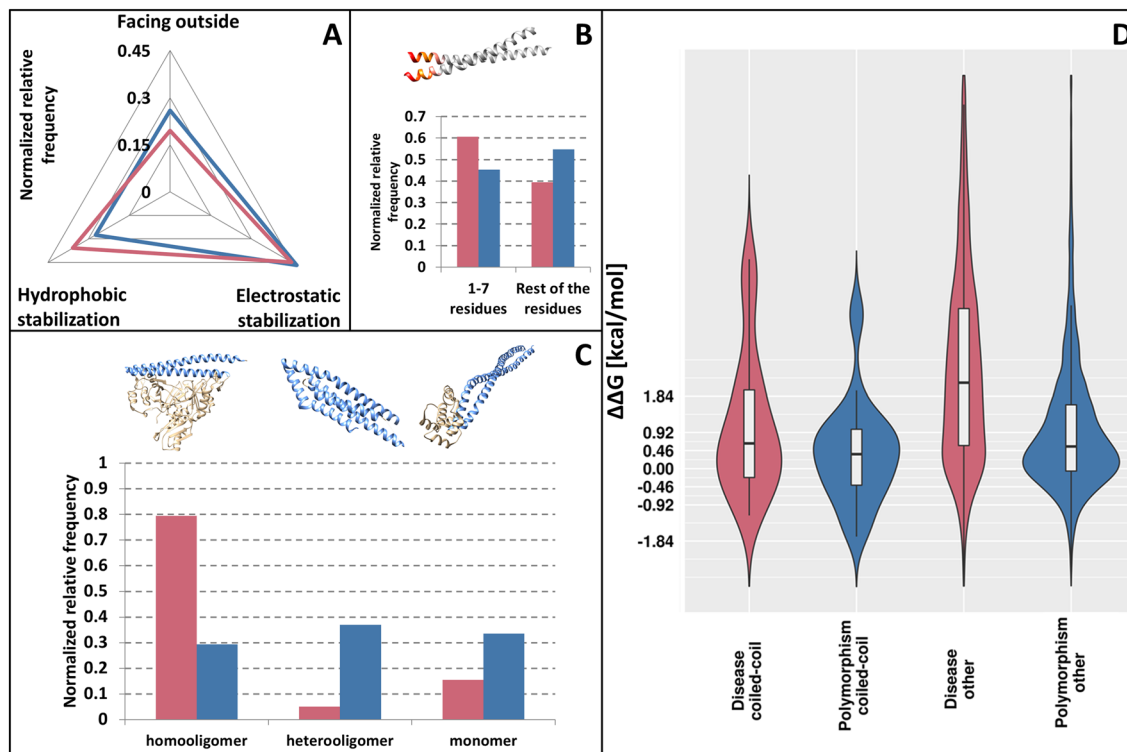 A
Facing outside
0.45
0.3
0.15
0
Normalized relative
frequency
Hydrophobic
stabilization
Electrostatic
stabilization
B
0.7
0.6
0.5
0.4
0.3
0.2
0.1
0
Normalized relative
frequency
1-7
residues
Rest of the
residues
C
1
0.9
0.8
0.7
0.6
0.5
0.4
0.3
0.2
0.1
0
Normalized relative frequency
homooligomer
heterooligomer
monomer
D
ΔΔG [kcal/mol]
1.84
0.92
0.46
0.00
-0.46
-0.92
-1.84
Disease
coiled-coil
Polymorphism
coiled-coil
Disease
other
Polymorphism
other